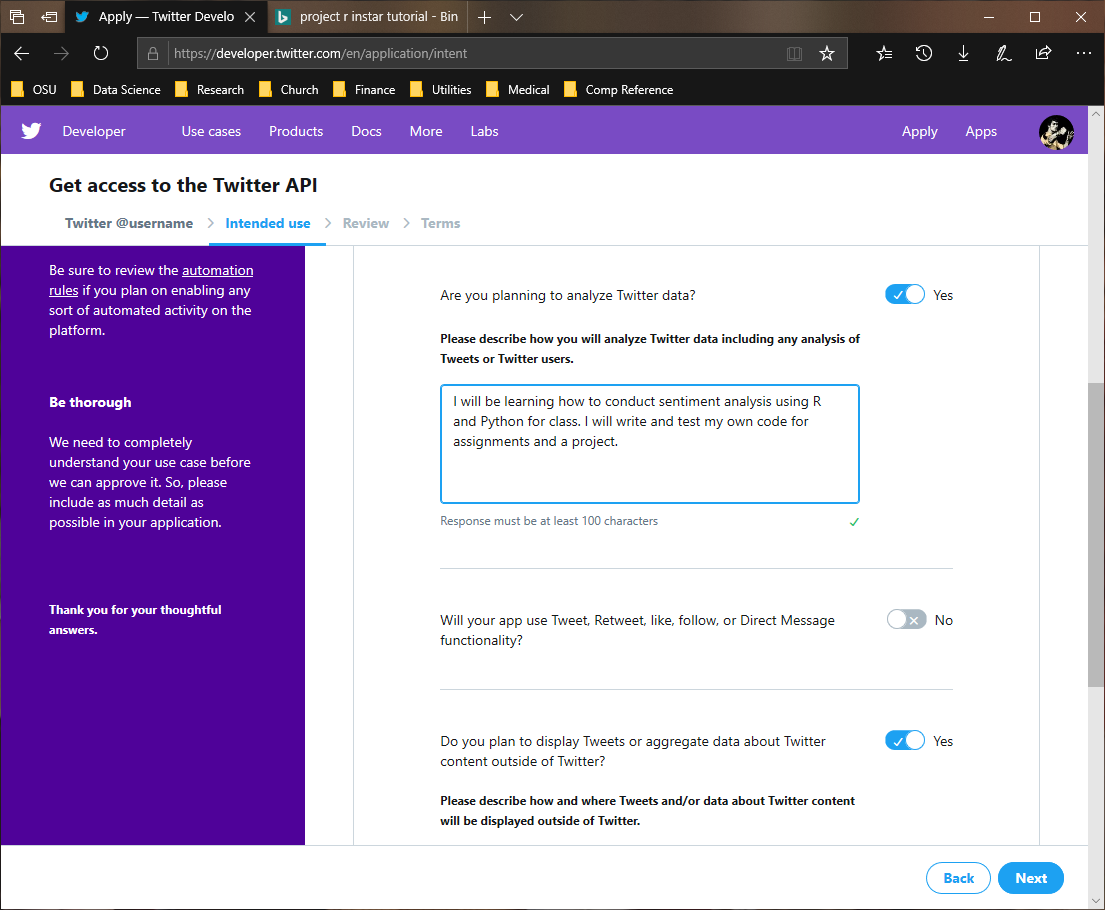 Apply — Twitter Develo
project r instar tutorial - Bin
https://developer.twitter.com/en/application/intent
OSU Data Science Research Church Finance Utilities Medical Comp Reference
Developer Use cases Products Docs More Labs Apply Apps
Get access to the Twitter API
Twitter @username > Intended use > Review > Terms
Be sure to review the automation
rules if you plan on enabling any
sort of automated activity on the
platform.
Be thorough
We need to completely
understand your use case before
we can approve it. So, please
include as much detail as
possible in your application.
Thank you for your thoughtful
answers.
Are you planning to analyze Twitter data? Yes
Please describe how you will analyze Twitter data including any analysis of
Tweets or Twitter users.
I will be learning how to conduct sentiment analysis using R
and Python for class. I will write and test my own code for
assignments and a project.
Response must be at least 100 characters
Will your app use Tweet, Retweet, like, follow, or Direct Message No
functionality?
Do you plan to display Tweets or aggregate data about Twitter Yes
content outside of Twitter?
Please describe how and where Tweets and/or data about Twitter content
will be displayed outside of Twitter.
Back Next